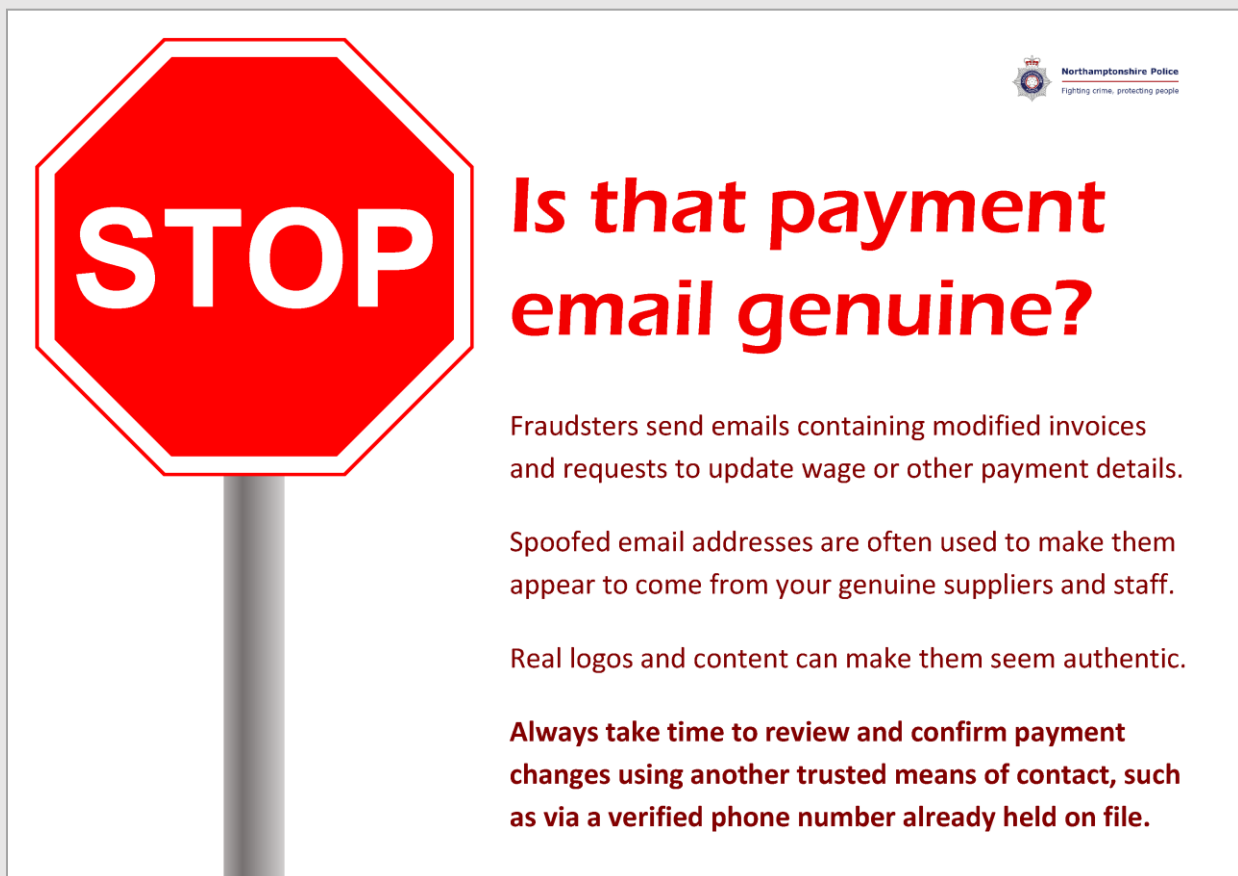 STOP
Northamptonshire Police
Fighting crime, protecting people
Is that payment
email genuine?
Fraudsters send emails containing modified invoices
and requests to update wage or other payment details.
Spoofed email addresses are often used to make them
appear to come from your genuine suppliers and staff.
Real logos and content can make them seem authentic.
Always take time to review and confirm payment
changes using another trusted means of contact, such
as via a verified phone number already held on file.